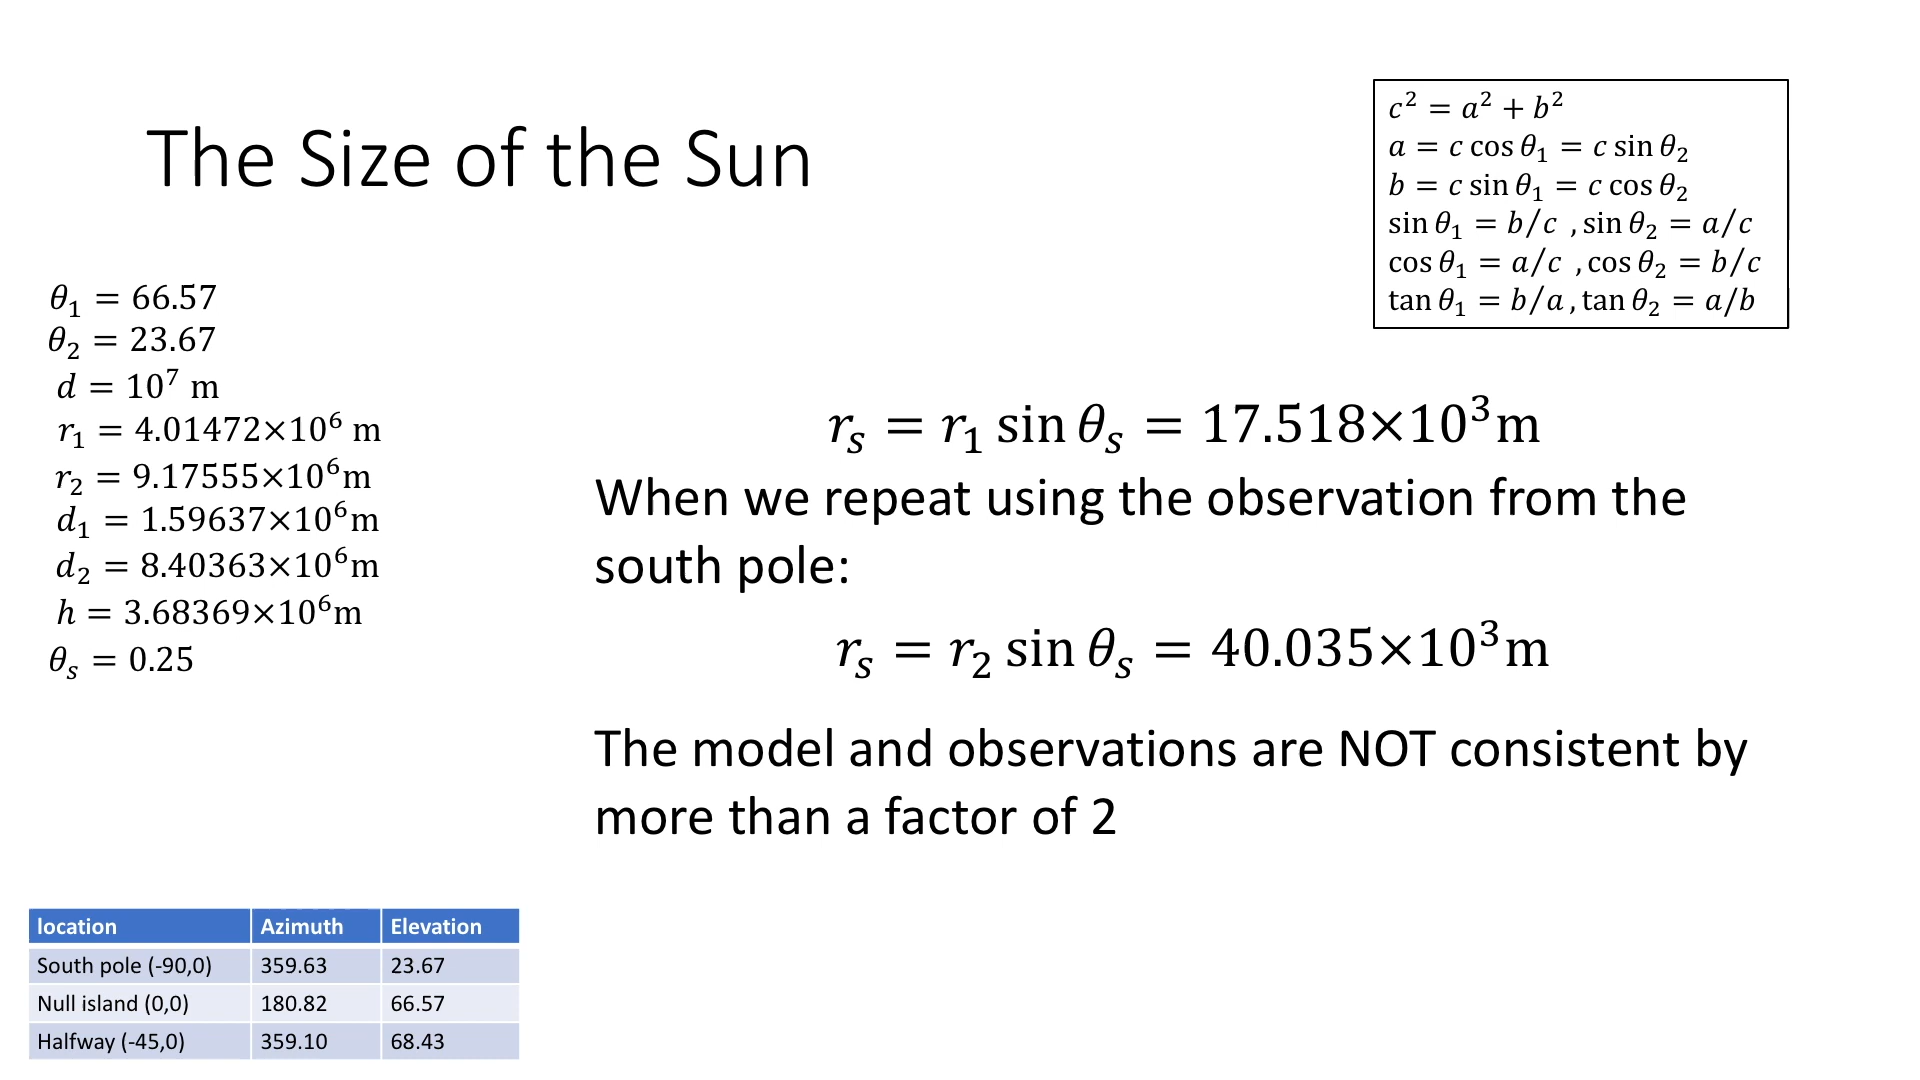 The Size of the Sun
c² = a² + b²
a = c cos θ₁ = c sin θ₂
b = c sin θ₁ = c cos θ₂
sin θ₁ = b/c , sin θ₂ = a/c
cos θ₁ = a/c , cos θ₂ = b/c
tan θ₁ = b/a , tan θ₂ = a/b
θ₁ = 66.57
θ₂ = 23.67
d = 10⁷ m
r₁ = 4.01472×10⁶ m
r₂ = 9.17555×10⁶m
d₁ = 1.59637×10⁶m
d₂ = 8.40363×10⁶m
h = 3.68369×10⁶m
θₛ = 0.25
rₛ = r₁ sin θₛ = 17.518×10³m
When we repeat using the observation from the
south pole:
rₛ = r₂ sin θₛ = 40.035×10³m
The model and observations are NOT consistent by
more than a factor of 2
location Azimuth Elevation
South pole (-90,0) 359.63 23.67
Null island (0,0) 180.82 66.57
Halfway (-45,0) 359.10 68.43